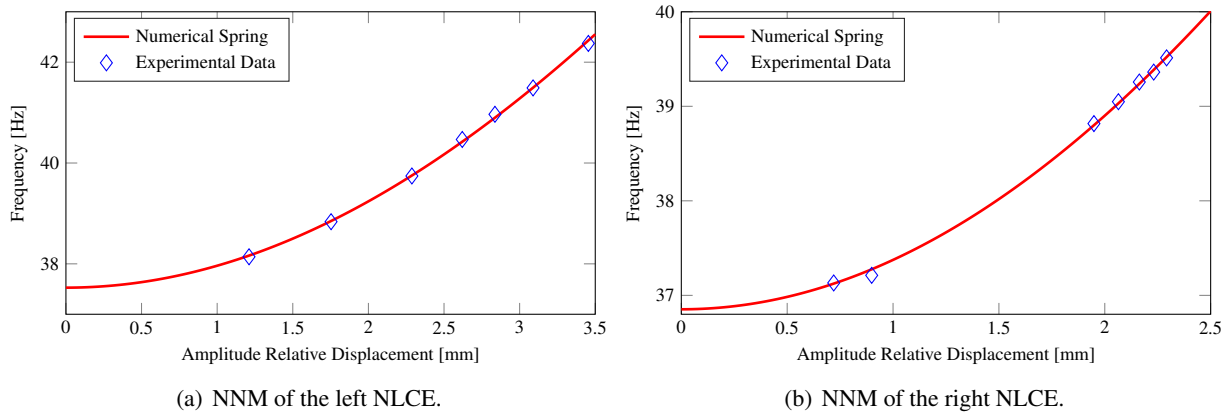 Numerical Spring
Experimental Data
Frequency [Hz]
42
40
38
0 0.5 1 1.5 2 2.5 3 3.5
Amplitude Relative Displacement [mm]
(a) NNM of the left NLCE.
Numerical Spring
Experimental Data
Frequency [Hz]
40
39
38
37
0 0.5 1 1.5 2 2.5
Amplitude Relative Displacement [mm]
(b) NNM of the right NLCE.